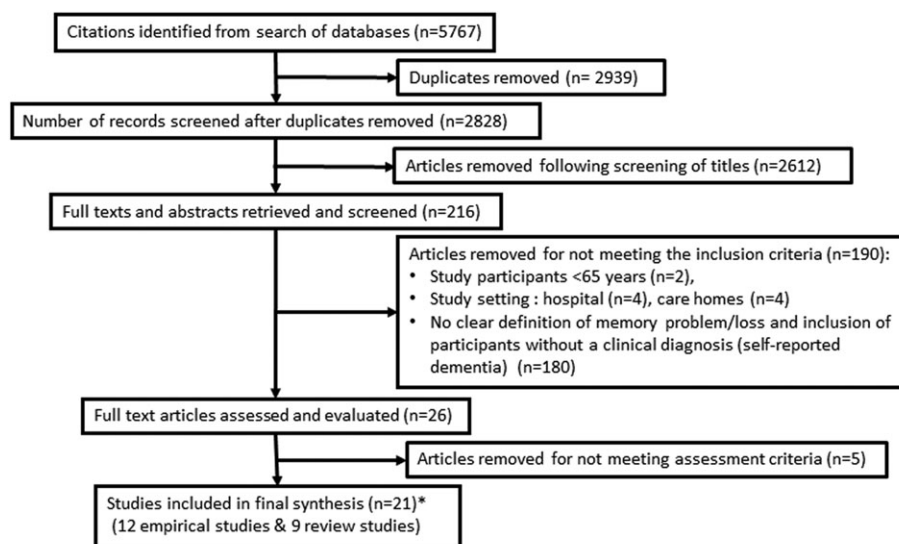 Citations identified from search of databases (n=5767)
Duplicates removed (n= 2939)
Number of records screened after duplicates removed (n=2828)
Articles removed following screening of titles (n=2612)
Full texts and abstracts retrieved and screened (n=216)
Articles removed for not meeting the inclusion criteria (n=190):
• Study participants <65 years (n=2),
• Study setting : hospital (n=4), care homes (n=4)
• No clear definition of memory problem/loss and inclusion of
participants without a clinical diagnosis (self-reported
dementia) (n=180)
Full text articles assessed and evaluated (n=26)
Articles removed for not meeting assessment criteria (n=5)
Studies included in final synthesis (n=21)*
(12 empirical studies & 9 review studies)